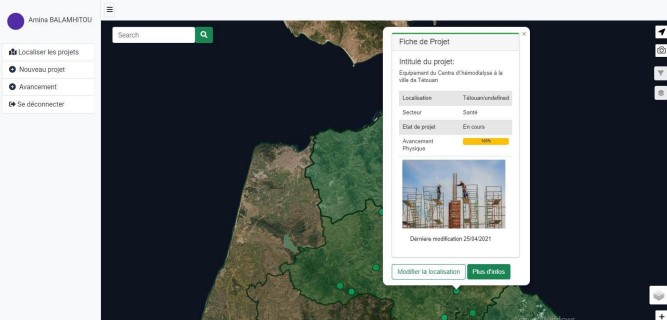 Amina BALAMHITOU
Localiser les projets
Nouveau projet
Avancement
Se déconnecter
Search
Fiche de Projet
×
Intitulé du projet:
Equipement du Centre d'hémodialyse à la
ville de Tétouan
Localisation Tétouan/undefined
Secteur Santé
Etat de projet En cours
Avancement
Physique
100%
Dérniere modification 25/04/2021
Modifier la localisation Plus d'infos
+